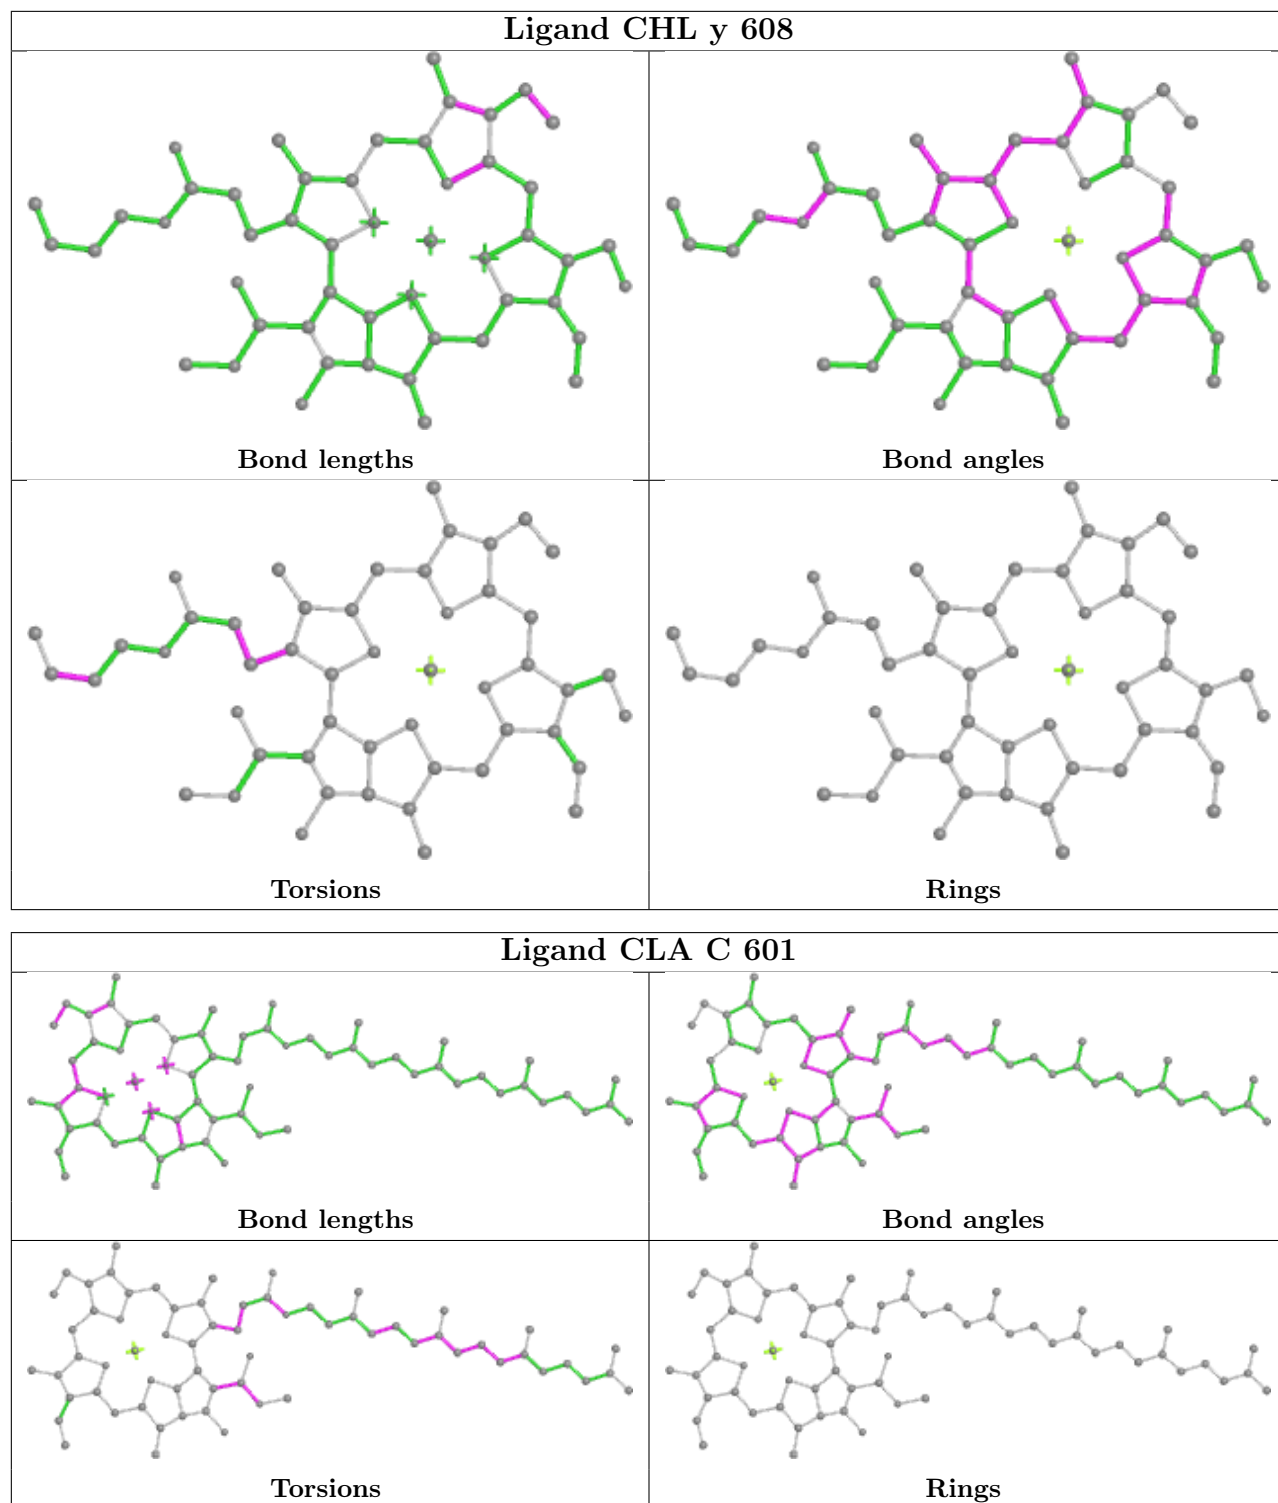 Ligand CHL y 608
Bond lengths
Bond angles
Torsions
Rings
Ligand CLA C 601
Bond lengths
Bond angles
Torsions
Rings